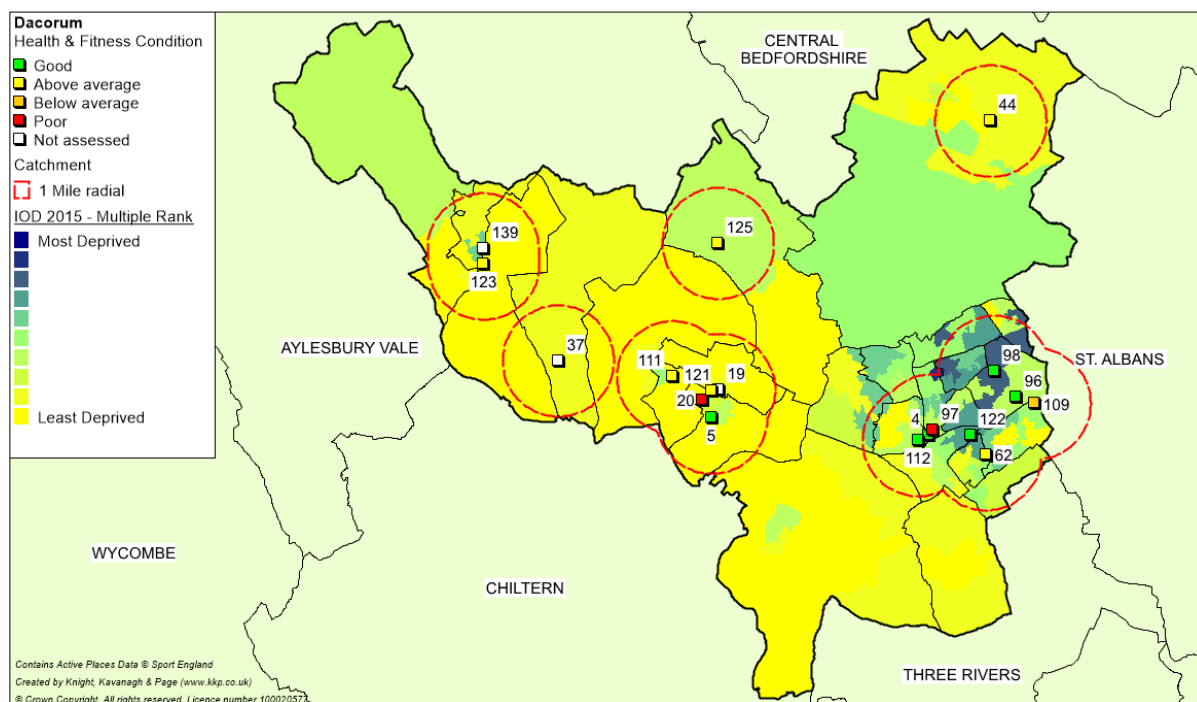 Dacorum
Health & Fitness Condition
Good
Above average
Below average
Poor
Not assessed
Catchment
1 Mile radial
IOD 2015 - Multiple Rank
Most Deprived
Least Deprived
CENTRAL
BEDFORDSHIRE
44
139
125
123
AYLESBURY VALE
37
111
121
19
20
5
98
ST. ALBANS
96
109
4
97
122
112
62
WYCOMBE
CHILTERN
THREE RIVERS
Contains Active Places Data © Sport England
Created by Knight, Kavanagh & Page (www.kkp.co.uk)
© Crown Copyright. All rights reserved. Licence number 100020577